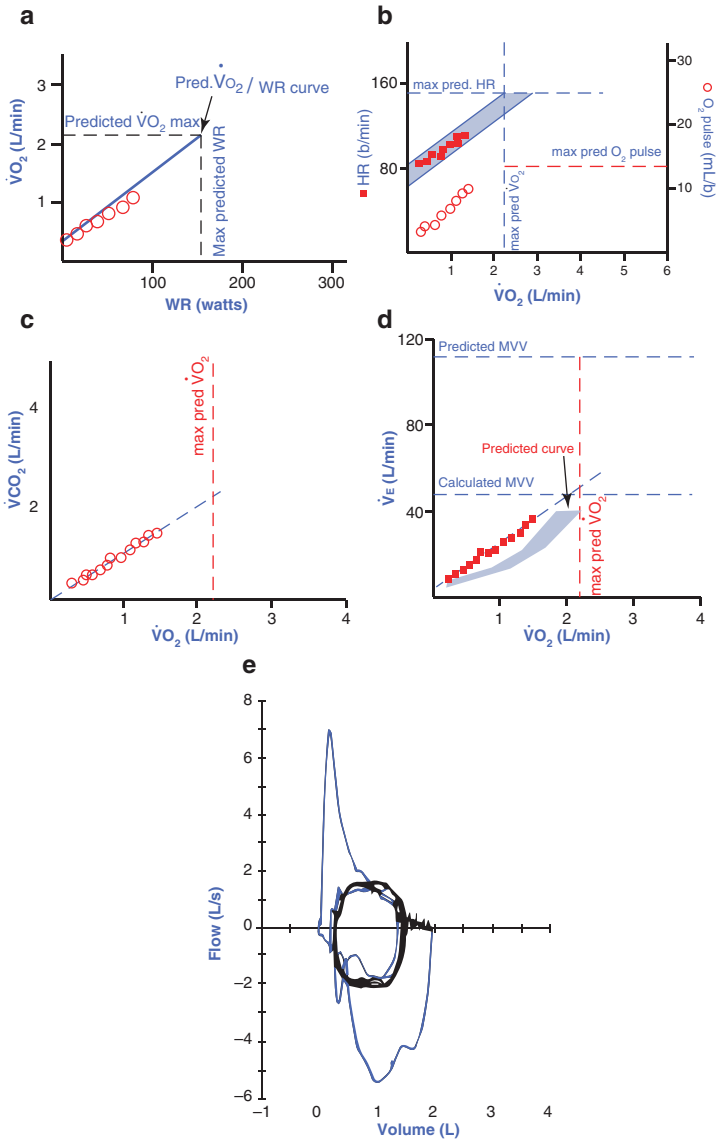 a
V̇O₂ (L/min)
3
2
1
Pred. V̇O₂ / WR curve
Predicted V̇O₂ max
Max predicted WR
100
200
300
WR (watts)
b
HR (b/min)
160
80
max pred. HR
max pred O₂ pulse
max pred V̇O₂
30
20
10
O₂ pulse (mL/b)
0
1
2
3
4
5
6
V̇O₂ (L/min)
c
V̇CO₂ (L/min)
4
2
max pred V̇O₂
1
2
3
4
V̇O₂ (L/min)
d
V̇E (L/min)
120
80
40
Predicted MVV
Predicted curve
Calculated MVV
max pred V̇O₂
0
1
2
3
4
V̇O₂ (L/min)
e
Flow (L/s)
8
6
4
2
0
−2
−4
−6
−1
0
1
2
3
4
Volume (L)